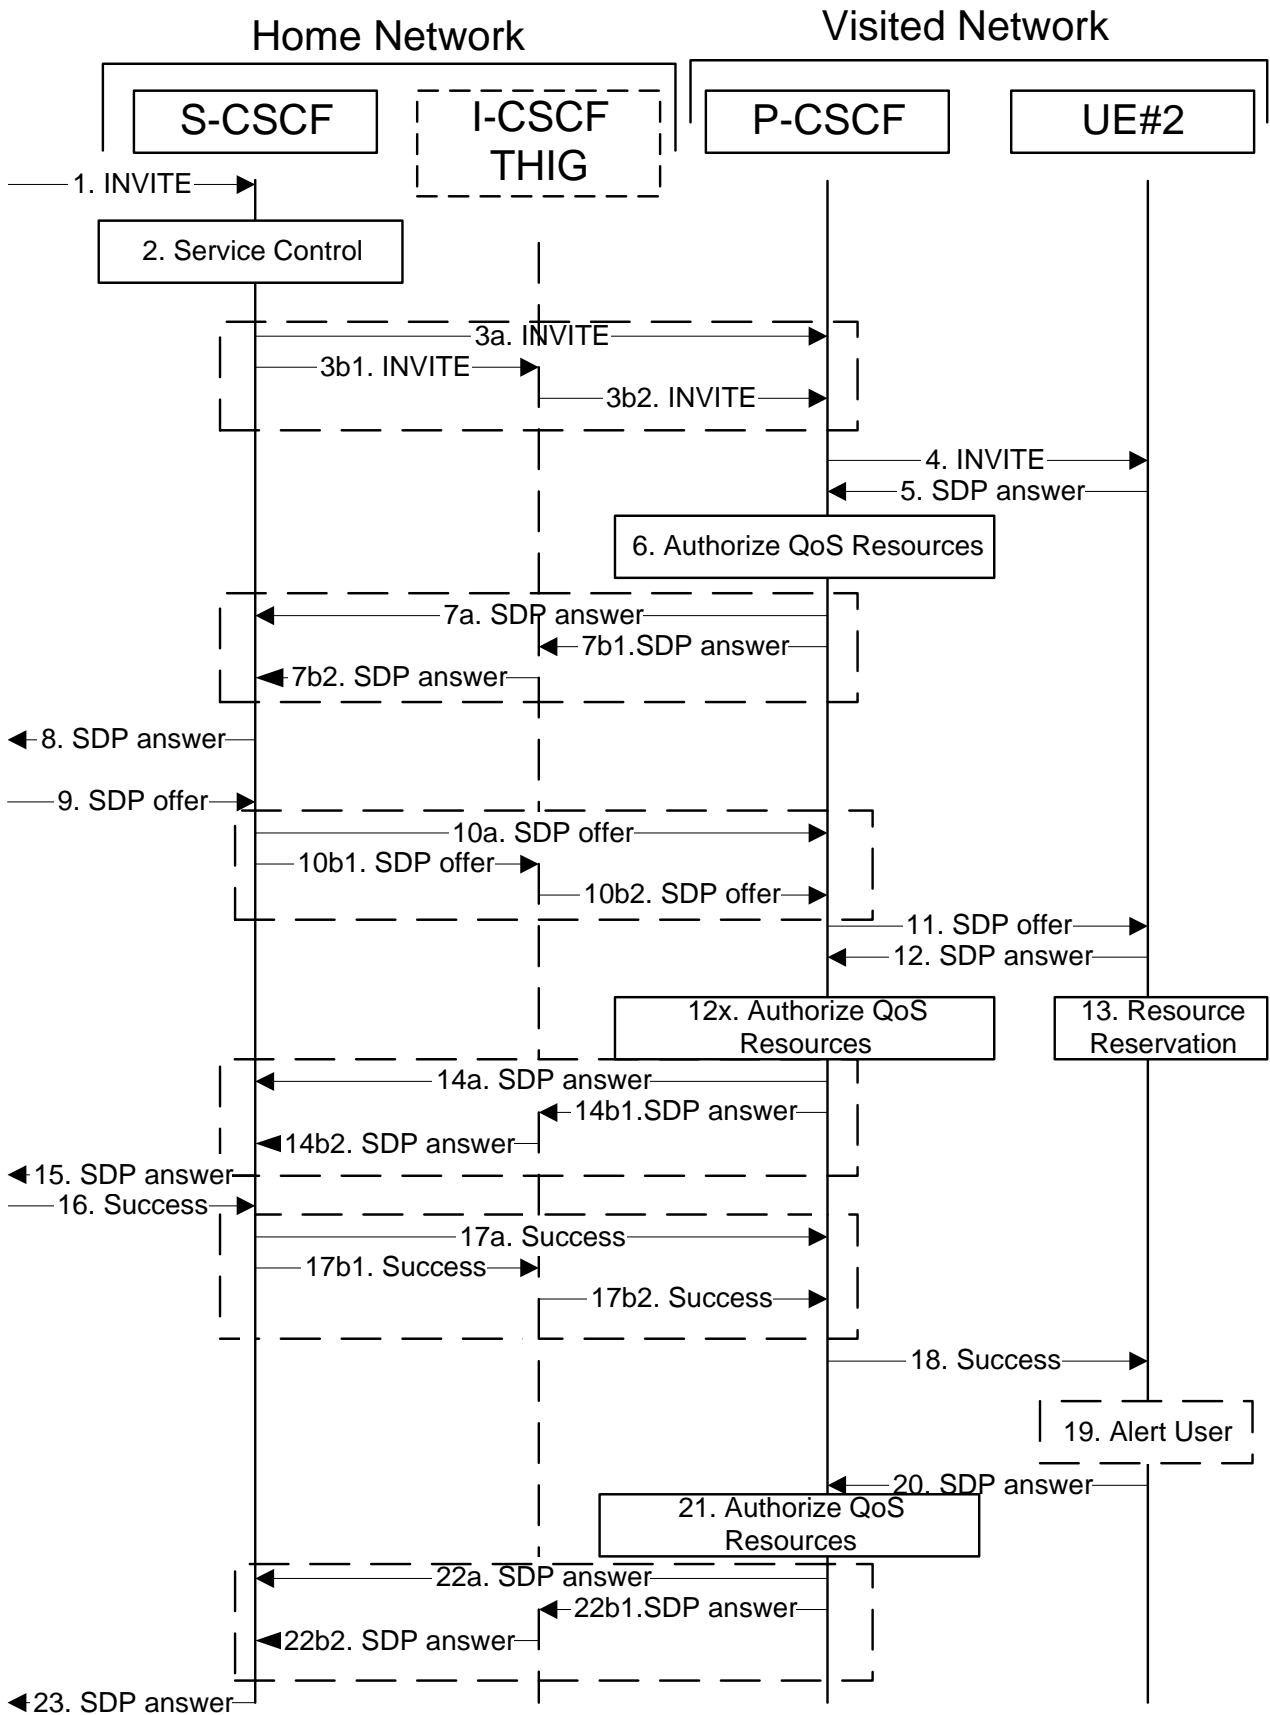 Home Network
Visited Network
S-CSCF
I-CSCF
THIG
P-CSCF
UE#2
1. INVITE
2. Service Control
3a. INVITE
3b1. INVITE
3b2. INVITE
4. INVITE
5. SDP answer
6. Authorize QoS Resources
7a. SDP answer
7b1.SDP answer
7b2. SDP answer
8. SDP answer
9. SDP offer
10a. SDP offer
10b1. SDP offer
10b2. SDP offer
11. SDP offer
12. SDP answer
12x. Authorize QoS
Resources
13. Resource
Reservation
14a. SDP answer
14b1.SDP answer
14b2. SDP answer
15. SDP answer
16. Success
17a. Success
17b1. Success
17b2. Success
18. Success
19. Alert User
20. SDP answer
21. Authorize QoS
Resources
22a. SDP answer
22b1.SDP answer
22b2. SDP answer
23. SDP answer